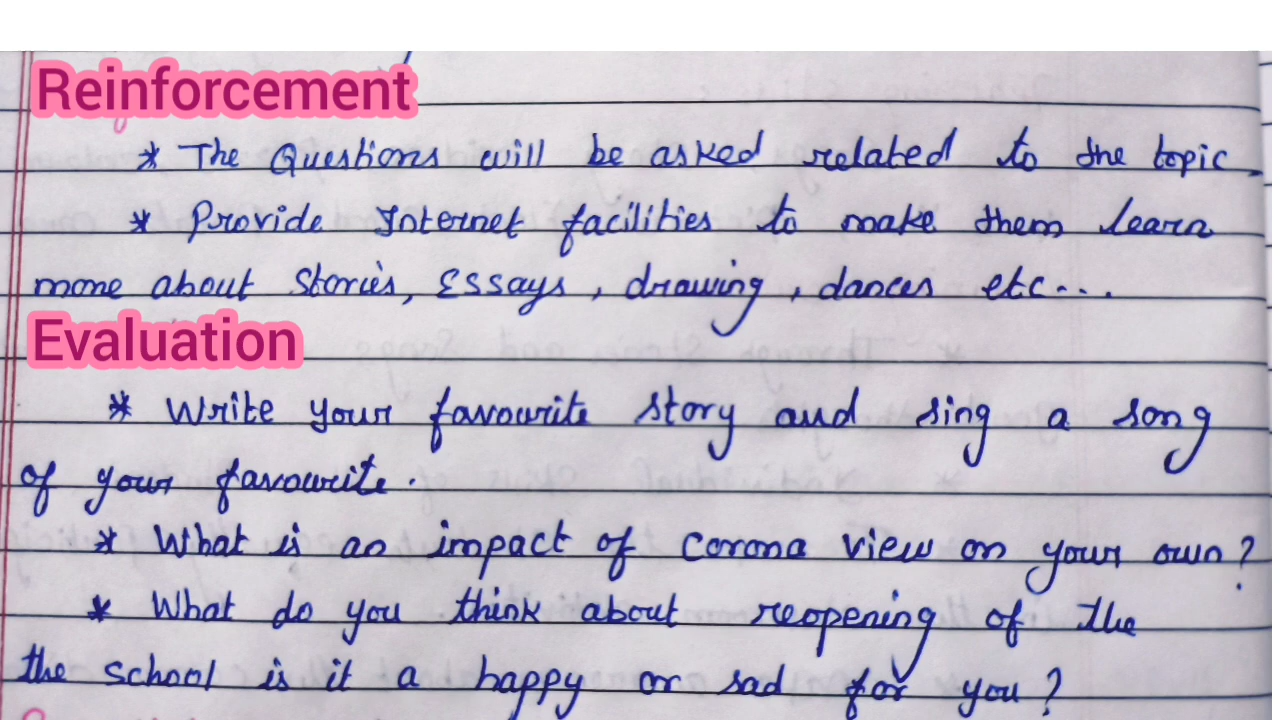 Reinforcement
* The Questions will be asked related to the topic.
* Provide Internet facilities to make them learn
more about Stories, Essays, drawing, dances etc...
Evaluation
* Write your favourite story and sing a song
of your favourite.
* What is an impact of corona view on your own?
* What do you think about reopening of the
the school is it a happy or sad for you?